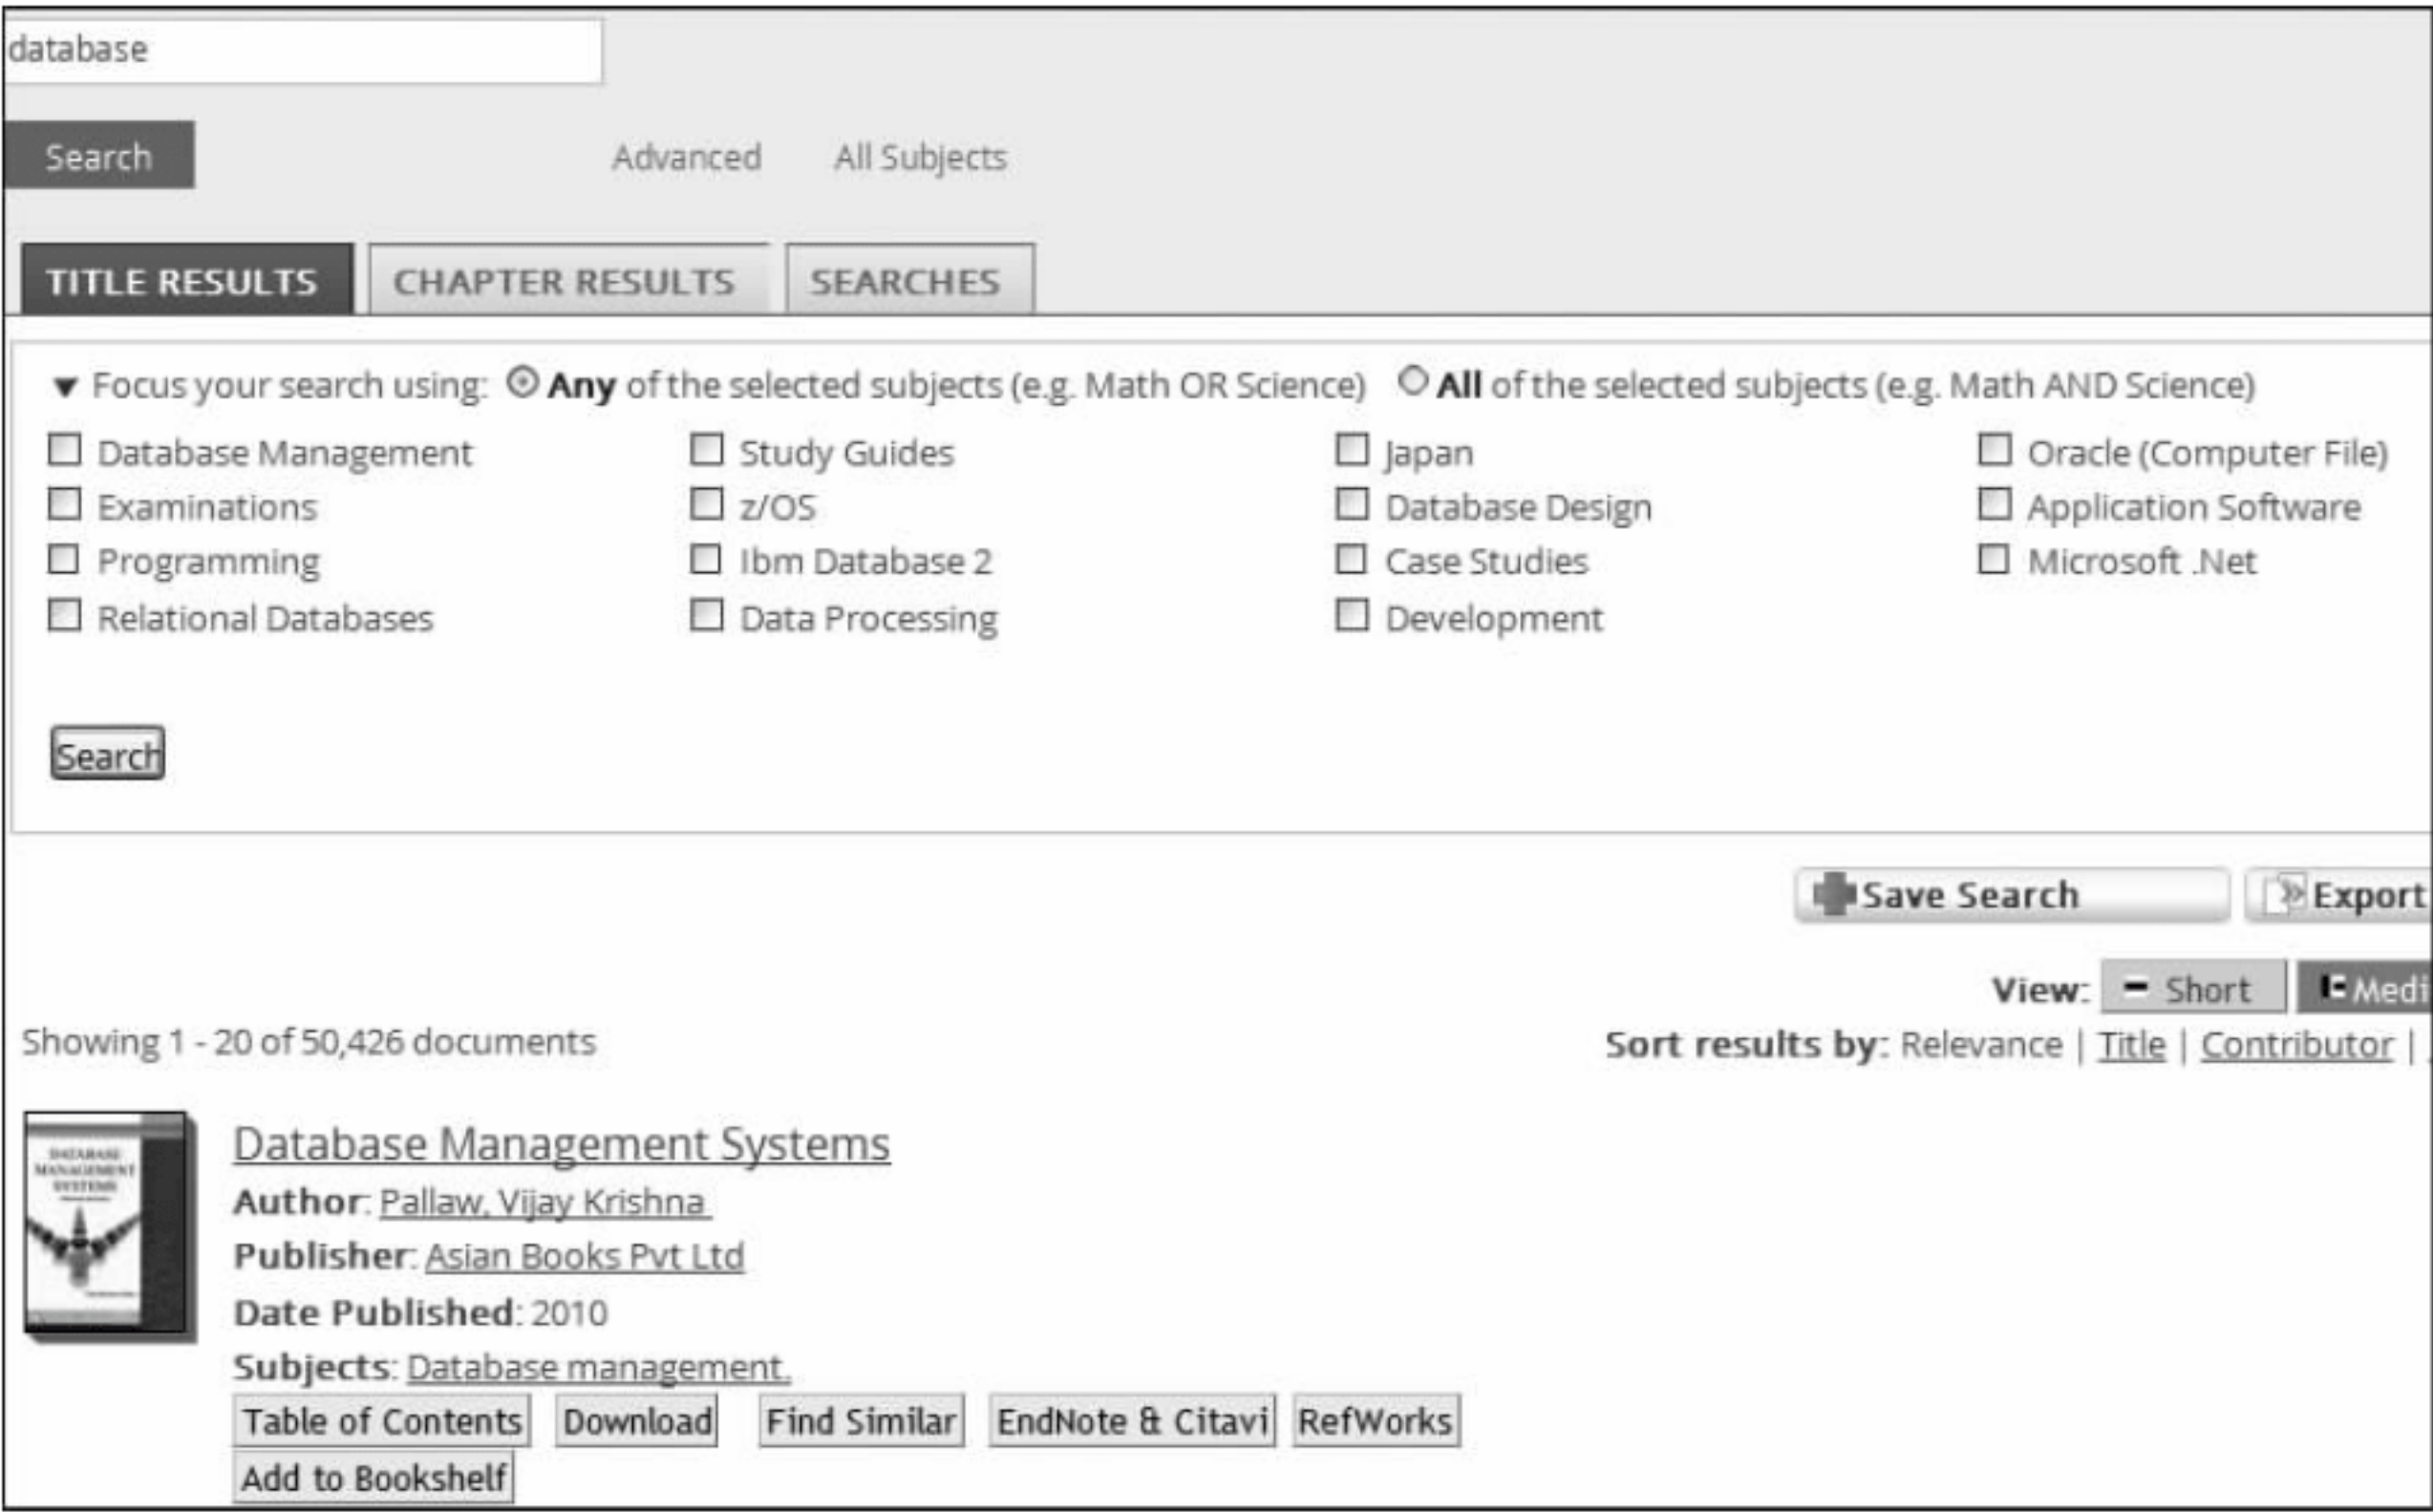 database
Search Advanced All Subjects
TITLE RESULTS CHAPTER RESULTS SEARCHES
Focus your search using: Any of the selected subjects (e.g. Math OR Science) All of the selected subjects (e.g. Math AND Science)
Database Management Study Guides Japan Oracle (Computer File)
Examinations z/OS Database Design Application Software
Programming Ibm Database 2 Case Studies Microsoft .Net
Relational Databases Data Processing Development
Search
Save Search Export
View: Short Medi
Showing 1 - 20 of 50,426 documents Sort results by: Relevance | Title | Contributor |
DATABASE
MANAGEMENT
SYSTEMS
Database Management Systems
Author: Pallaw, Vijay Krishna
Publisher: Asian Books Pvt Ltd
Date Published: 2010
Subjects: Database management.
Table of Contents Download Find Similar EndNote & Citavi RefWorks
Add to Bookshelf